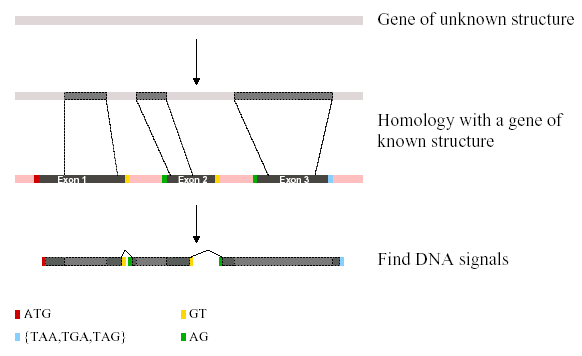 Gene of unknown structure
Homology with a gene of
known structure
Exon 1
Exon 2
Exon 3
Find DNA signals
ATG
GT
{TAA,TGA,TAG}
AG